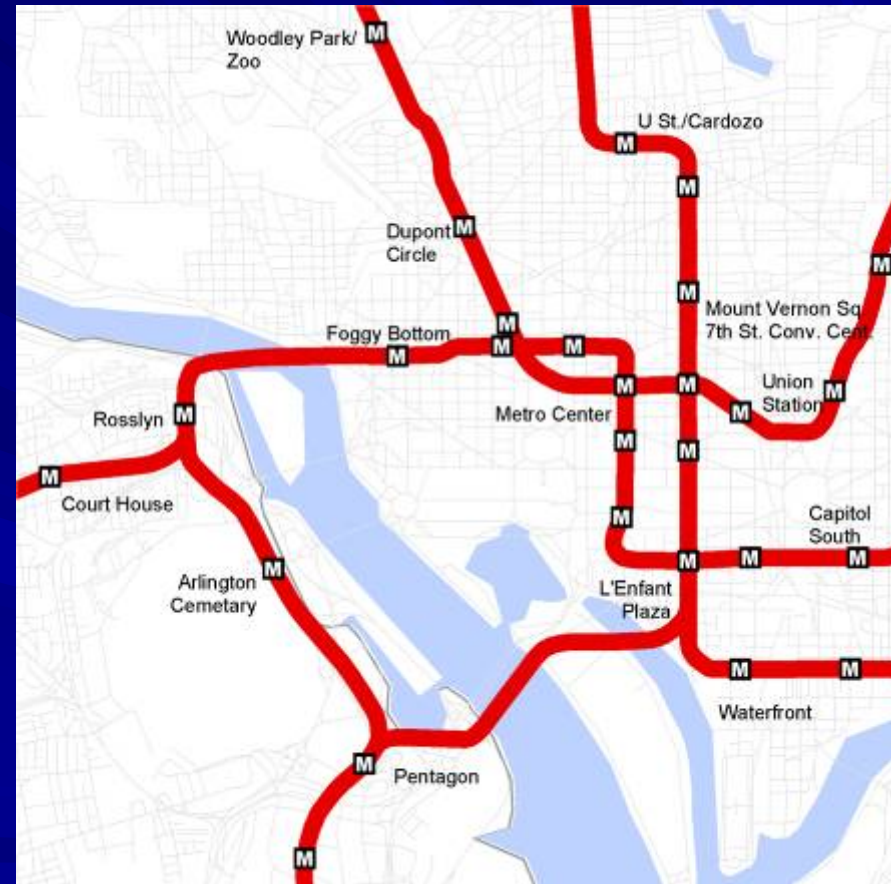 M
Woodley Park/
Zoo
U St./Cardozo
M
M
Dupont
Circle
M
M
M
Mount Vernon Sq
7th St. Conv. Cent.
M
Foggy Bottom
M
M
M
Union
Station
M
M
M
M
Metro Center
Rosslyn
M
M
M
M
Court House
M
Capitol
South
M
M
M
L'Enfant
Plaza
Arlington
Cemetary
M
M
M
Waterfront
M
Pentagon
M